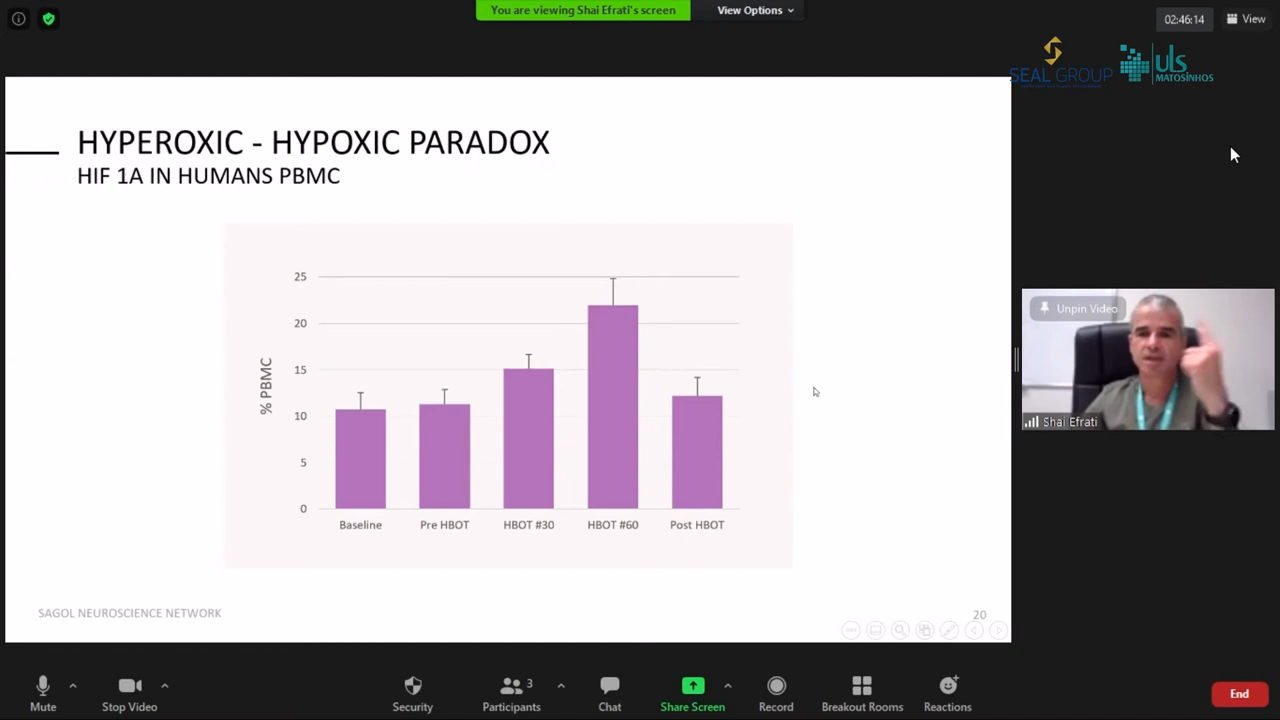 You are viewing Shai Efrati's screen
View Options
02:46:14
View
SEAL GROUP
uls
MATOSINHOS
HYPEROXIC - HYPOXIC PARADOX
HIF 1A IN HUMANS PBMC
25
20
15
10
5
0
% PBMC
Baseline
Pre HBOT
HBOT #30
HBOT #60
Post HBOT
SAGOL NEUROSCIENCE NETWORK
20
Unpin Video
Shai Efrati
Mute
Stop Video
Security
3
Participants
Chat
Share Screen
Record
Breakout Rooms
Reactions
End